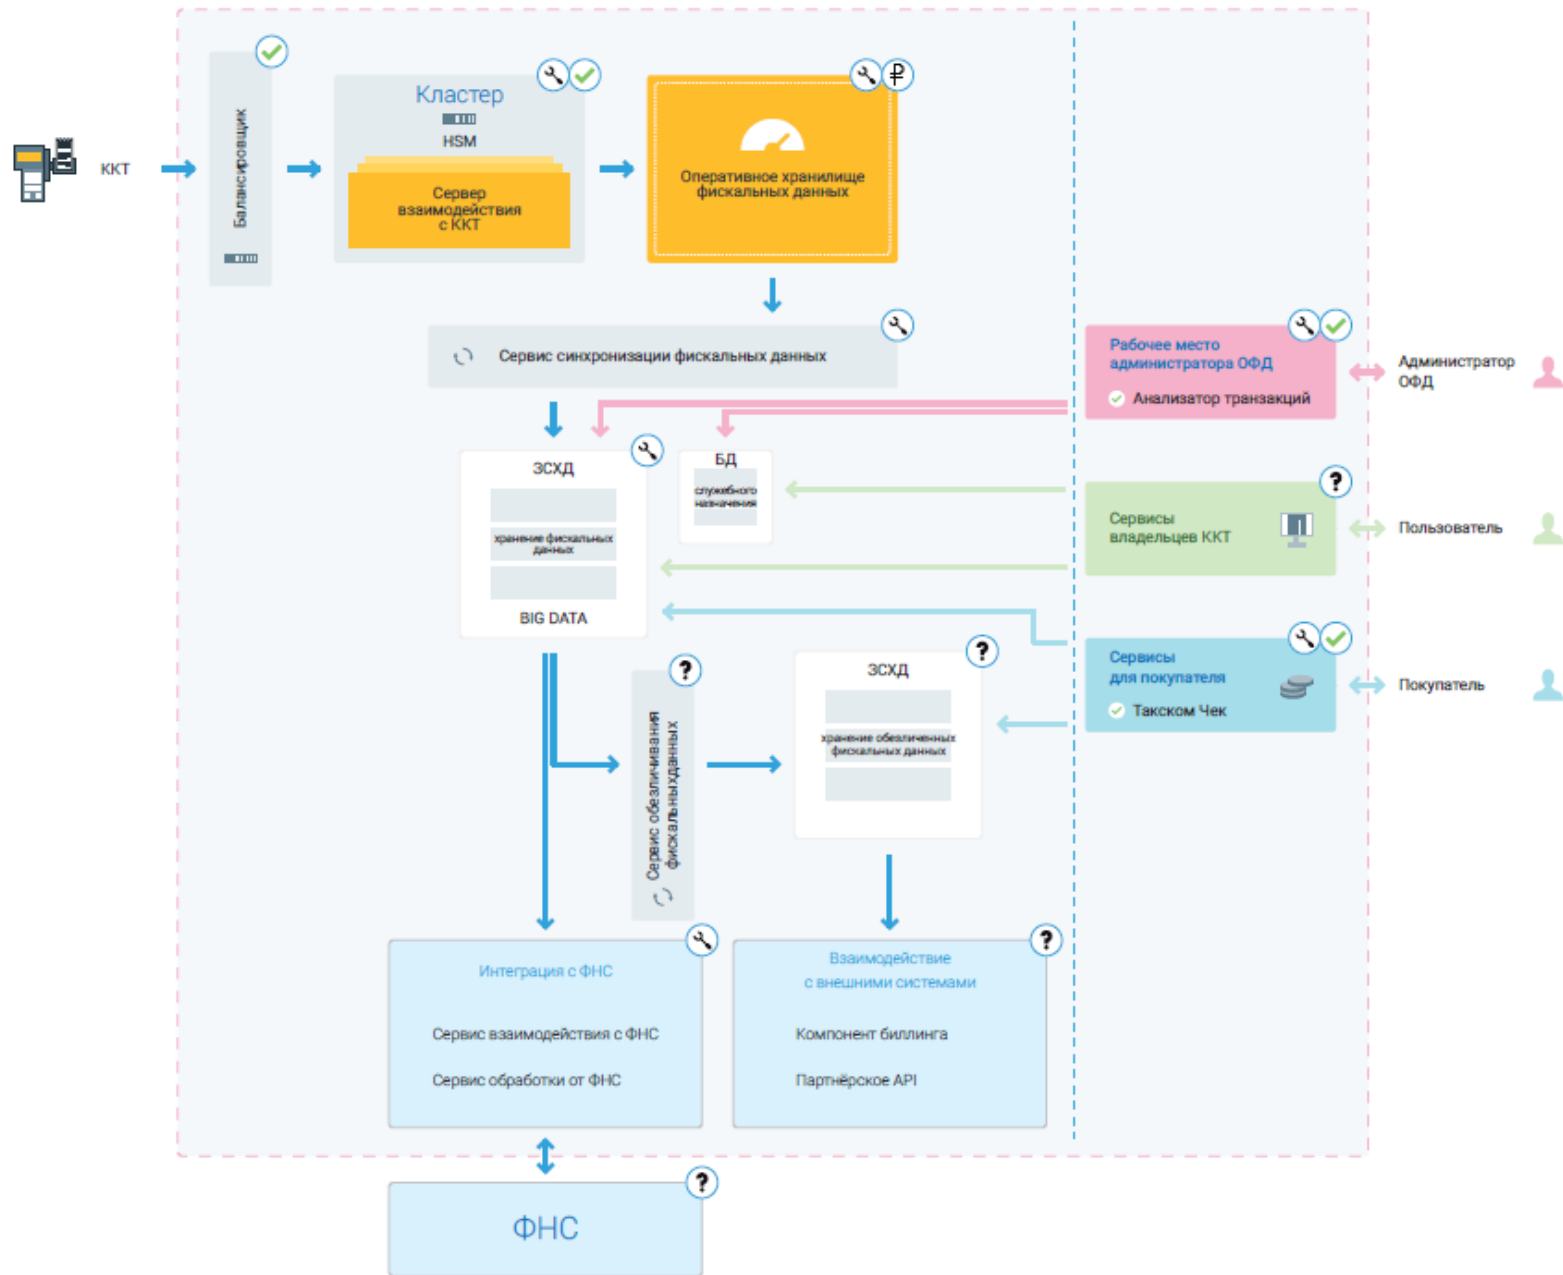 ККТ
Балансировщик
Кластер
HSM
Сервер
взаимодействия
с ККТ
Оперативное хранилище
фискальных данных
Сервис синхронизации фискальных данных
Рабочее место
администратора ОФД
Анализатор транзакций
Администратор
ОФД
ЗСХД
хранение фискальных
данных
BIG DATA
БД
служебного
назначения
Сервисы
владельцев ККТ
Пользователь
Сервисы
для покупателя
Такском Чек
Покупатель
Сервис обезличивания
фискальныхданных
ЗСХД
хранение обезличенных
фискальных данных
Интеграция с ФНС
Сервис взаимодействия с ФНС
Сервис обработки от ФНС
Взаимодействие
с внешними системами
Компонент биллинга
Партнёрское API
ФНС